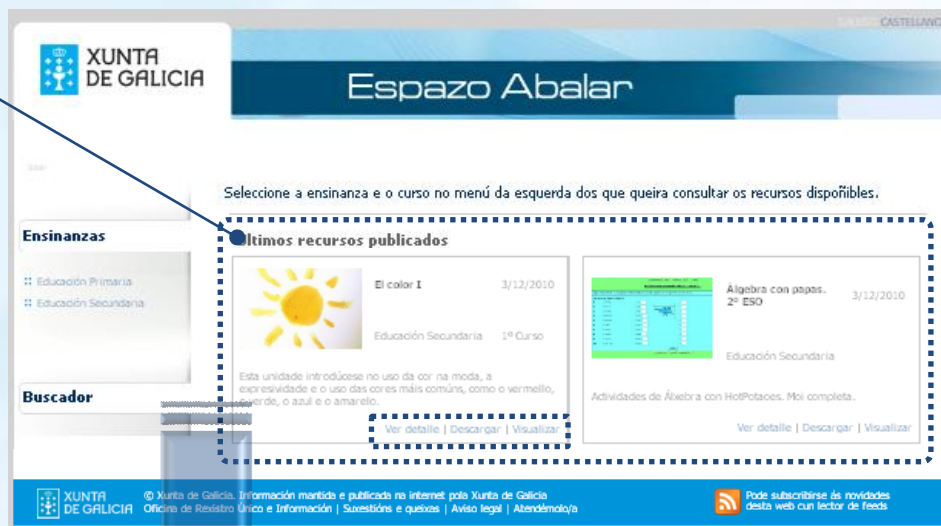 CASTELLANO
XUNTA
DE GALICIA
Espazo Abalar
Seleccione a ensinanza e o curso no menú da esquerda dos que queira consultar os recursos dispoñibles.
Ensinanzas
Educación Primaria
Educación Secundaria
Buscador
Últimos recursos publicados
El color I 3/12/2010
Educación Secundaria 1º Curso
Esta unidade introdúcese no uso da cor na moda, a
expresividade e o uso das cores máis comúns, como o vermello,
o verde, o azul e o amarelo.
Ver detalle | Descargar | Visualizar
Álgebra con papas. 3/12/2010
2º ESO
Educación Secundaria
Actividades de Álxebra con HotPotaoes. Moi completa.
Ver detalle | Descargar | Visualizar
XUNTA
DE GALICIA
© Xunta de Galicia. Información mantida e publicada na internet pola Xunta de Galicia
Oficina de Rexistro Único e Información | Suxestións e queixas | Aviso legal | Atendémolo/a
Pode subscribirse ás novidades
desta web cun lector de feeds